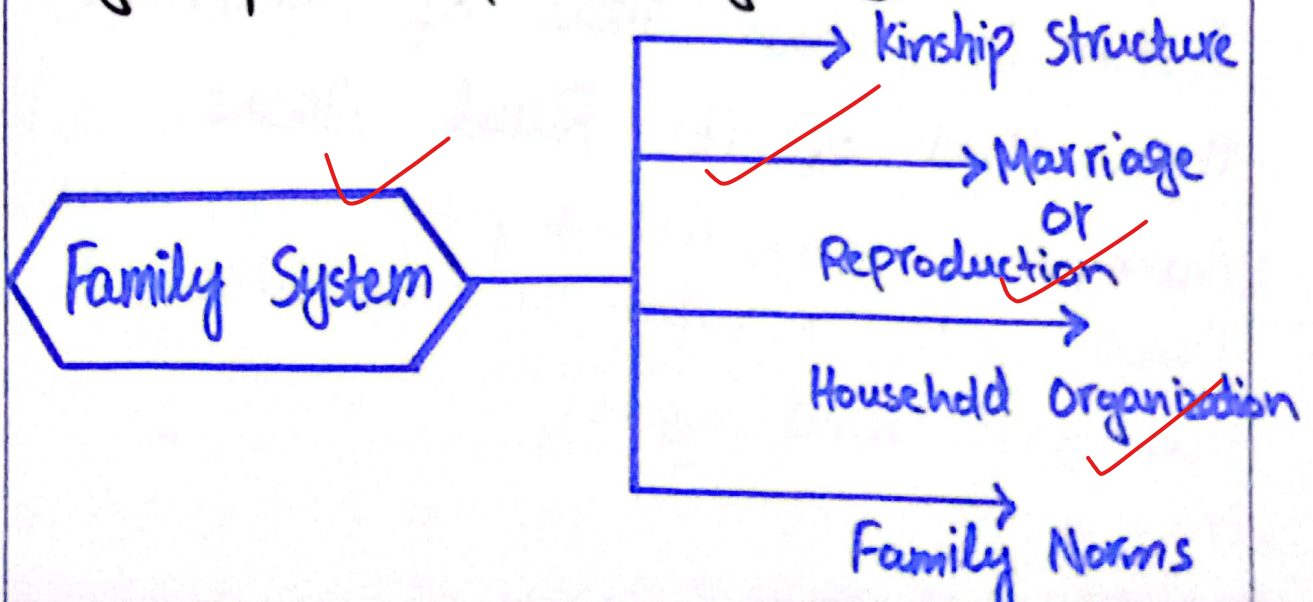 Family System
Kinship Structure
Marriage
or
Reproduction
Household Organization
Family Norms